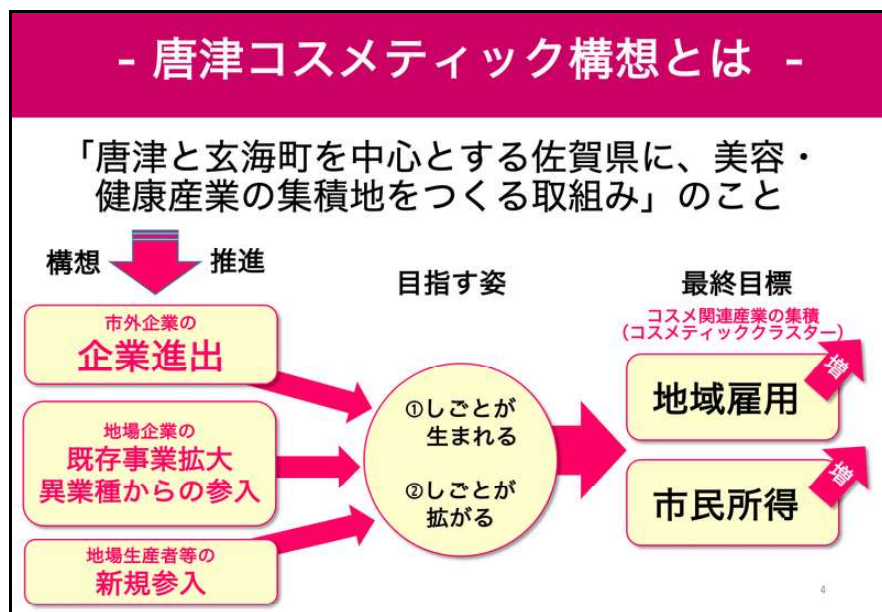 - 唐津コスメティック構想とは -
「唐津と玄海町を中心とする佐賀県に、美容・
健康産業の集積地をつくる取組み」のこと
構想 推進
市外企業の
企業進出
地場企業の
既存事業拡大
異業種からの参入
地場生産者等の
新規参入
目指す姿
①しごとが
生まれる
②しごとが
拡がる
最終目標
コスメ関連産業の集積
（コスメティッククラスター）
地域雇用
増
市民所得
増
4